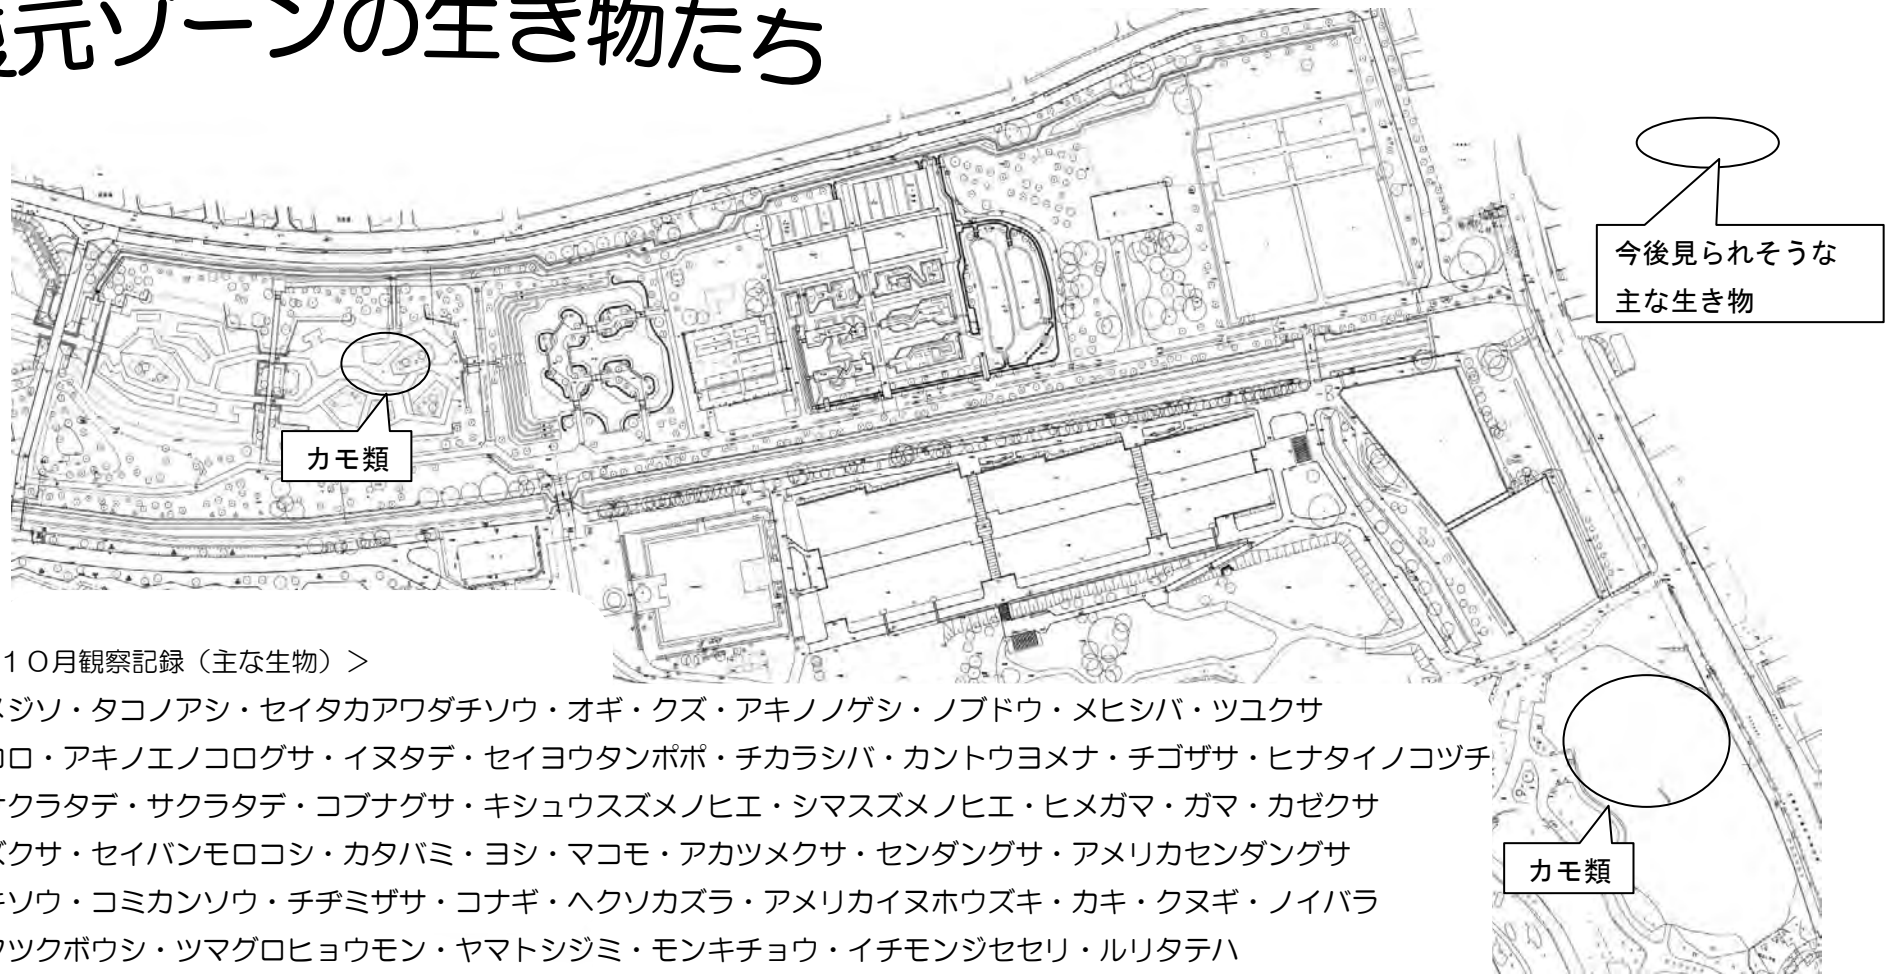 元ゾーンの生き物たち
今後見られそうな
主な生き物
カモ類
カモ類
１０月観察記録（主な生物）＞
メジソ・タコノアシ・セイタカアワダチソウ・オギ・クズ・アキノノゲシ・ノブドウ・メヒシバ・ツユクサ
コロ・アキノエノコログサ・イヌタデ・セイヨウタンポポ・チカラシバ・カントウヨメナ・チゴザサ・ヒナタイノコヅチ
サクラタデ・サクラタデ・コブナグサ・キシュウスズメノヒエ・シマスズメノヒエ・ヒメガマ・ガマ・カゼクサ
ズクサ・セイバンモロコシ・カタバミ・ヨシ・マコモ・アカツメクサ・センダングサ・アメリカセンダングサ
キソウ・コミカンソウ・チヂミザサ・コナギ・ヘクソカズラ・アメリカイヌホウズキ・カキ・クヌギ・ノイバラ
クツクボウシ・ツマグロヒョウモン・ヤマトシジミ・モンキチョウ・イチモンジセセリ・ルリタテハ